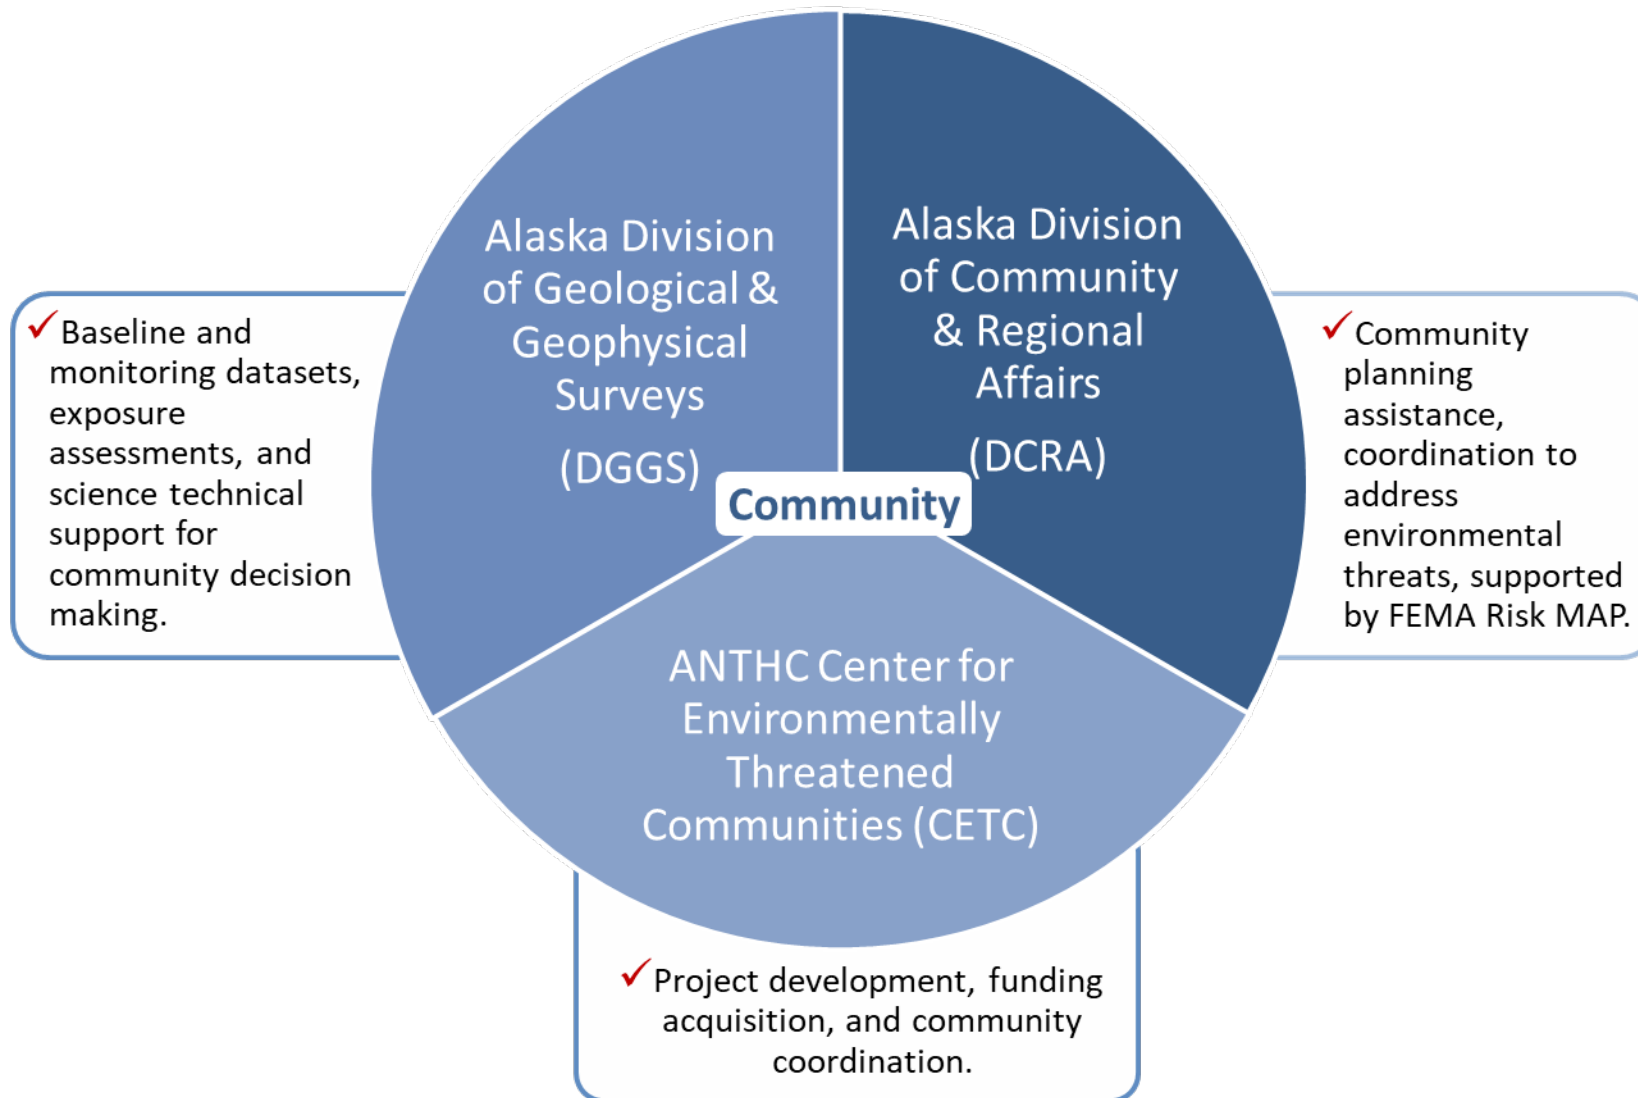 Alaska Division
of Geological &
Geophysical
Surveys
(DGGS)
Alaska Division
of Community
& Regional
Affairs
(DCRA)
Community
ANTHC Center for
Environmentally
Threatened
Communities (CETC)
✓Baseline and
monitoring datasets,
exposure
assessments, and
science technical
support for
community decision
making.
✓Community
planning
assistance,
coordination to
address
environmental
threats, supported
by FEMA Risk MAP.
✓Project development, funding
acquisition, and community
coordination.